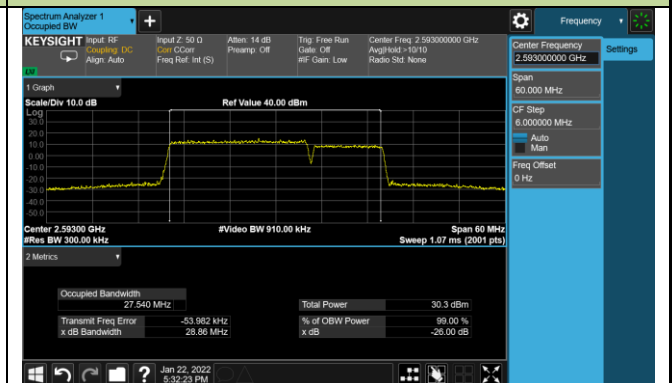 Spectrum Analyzer 1
Occupied BW
+
Frequency
KEYSIGHT Input: RF Input Z: 50 Ω Atten: 14 dB Trig: Free Run Center Freq: 2.593000000 GHz
Coupling: DC Corr CCorr Preamp: Off Gate: Off Avg|Hold:>10/10
Align: Auto Freq Ref: Int (S) #IF Gain: Low Radio Std: None
LW
Center Frequency
2.593000000 GHz
Settings
Span
60.000 MHz
CF Step
6.000000 MHz
Auto
Man
Freq Offset
0 Hz
1 Graph
Scale/Div 10.0 dB Ref Value 40.00 dBm
Log
30.0
20.0
10.0
0.00
-10.0
-20.0
-30.0
-40.0
-50.0
Center 2.59300 GHz #Video BW 910.00 kHz Span 60 MHz
#Res BW 300.00 kHz Sweep 1.07 ms (2001 pts)
2 Metrics
Occupied Bandwidth
27.540 MHz Total Power 30.3 dBm
Transmit Freq Error -53.982 kHz % of OBW Power 99.00 %
x dB Bandwidth 28.86 MHz x dB -26.00 dB
? Jan 22, 2022
5:32:23 PM